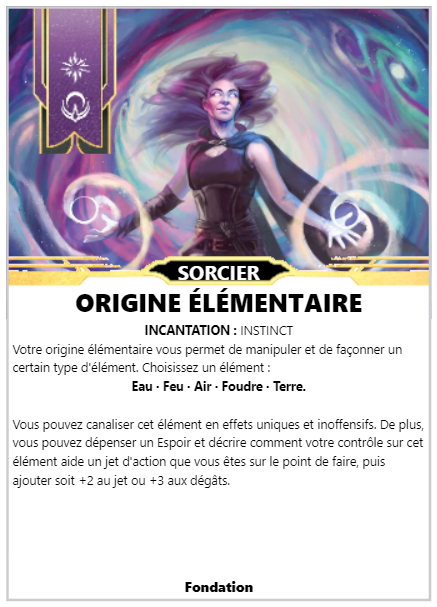 SORCIER
ORIGINE ÉLÉMENTAIRE
INCANTATION : INSTINCT
Votre origine élémentaire vous permet de manipuler et de façonner un
certain type d'élément. Choisissez un élément :
Eau · Feu · Air · Foudre · Terre.
Vous pouvez canaliser cet élément en effets uniques et inoffensifs. De plus,
vous pouvez dépenser un Espoir et décrire comment votre contrôle sur cet
élément aide un jet d'action que vous êtes sur le point de faire, puis
ajouter soit +2 au jet ou +3 aux dégâts.
Fondation